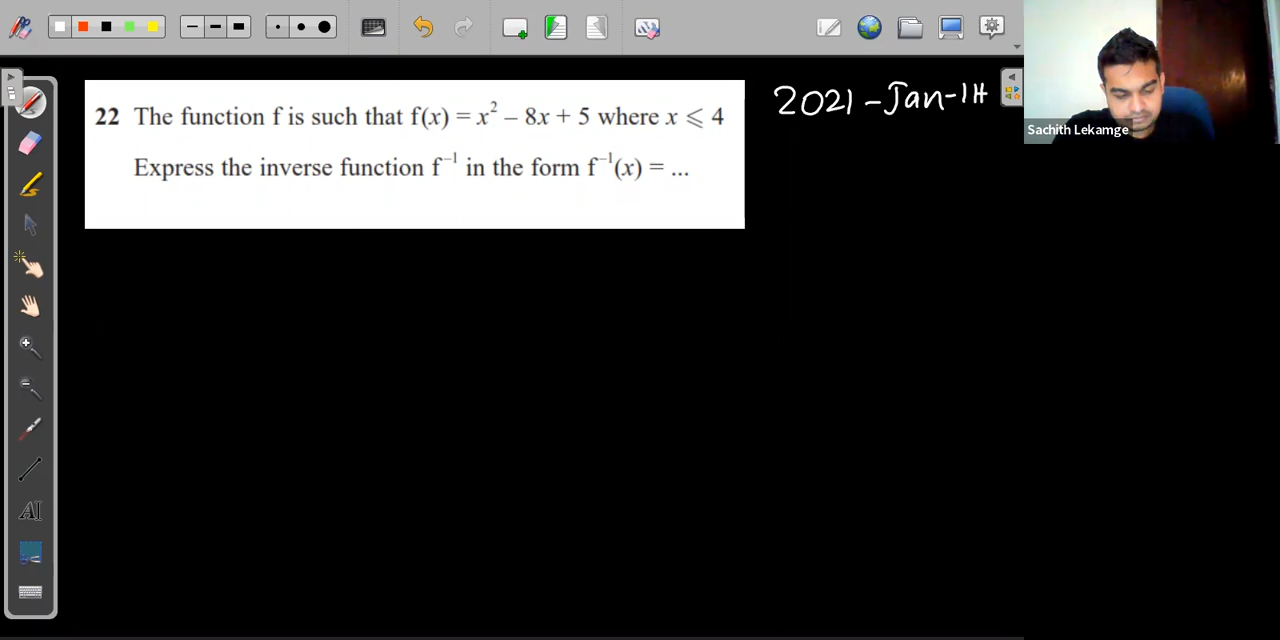 22 The function f is such that f(x) = x² – 8x + 5 where x ⩽ 4
Express the inverse function f⁻¹ in the form f⁻¹(x) = ...
2021 – Jan – 1H
Sachith Lekamge
AI